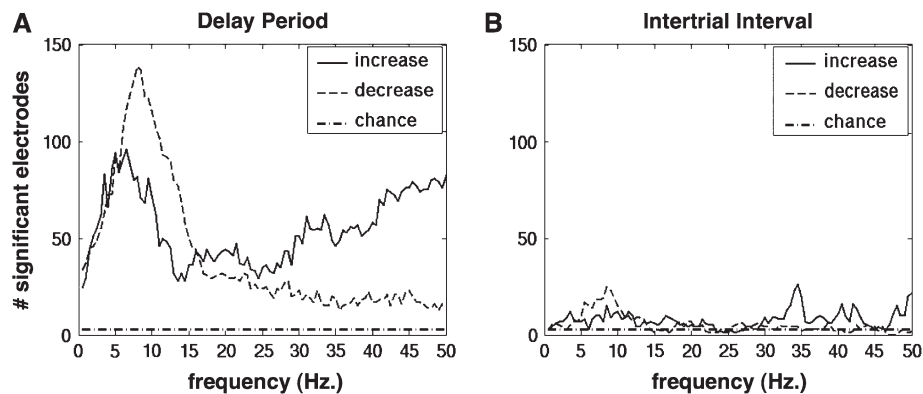 A Delay Period
150
100
50
0
# significant electrodes
increase
decrease
chance
0 5 10 15 20 25 30 35 40 45 50
frequency (Hz.)
B Intertrial Interval
150
100
50
0
increase
decrease
chance
0 5 10 15 20 25 30 35 40 45 50
frequency (Hz.)